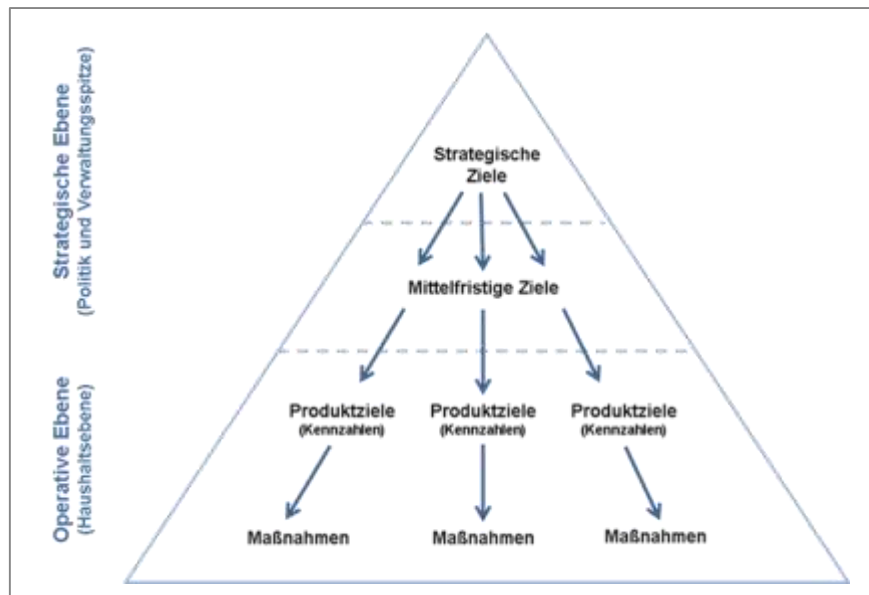 Strategische Ebene
(Politik und Verwaltungsspitze)
Strategische
Ziele
Mittelfristige Ziele
Operative Ebene
(Haushaltsebene)
Produktziele Produktziele Produktziele
(Kennzahlen) (Kennzahlen) (Kennzahlen)
Maßnahmen Maßnahmen Maßnahmen